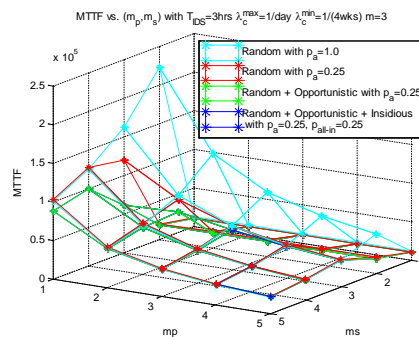 MTTF vs. (m_p,m_s) with T_IDS=3hrs λ_c^max=1/day λ_c^min=1/(4wks) m=3
x 10^5
Random with p_a=1.0
Random with p_a=0.25
Random + Opportunistic with p_a=0.25
Random + Opportunistic + Insidious
with p_a=0.25, p_all-in=0.25
2.5
2
1.5
1
0.5
0
MTTF
1
2
3
4
5
mp
5
4
3
2
1
ms